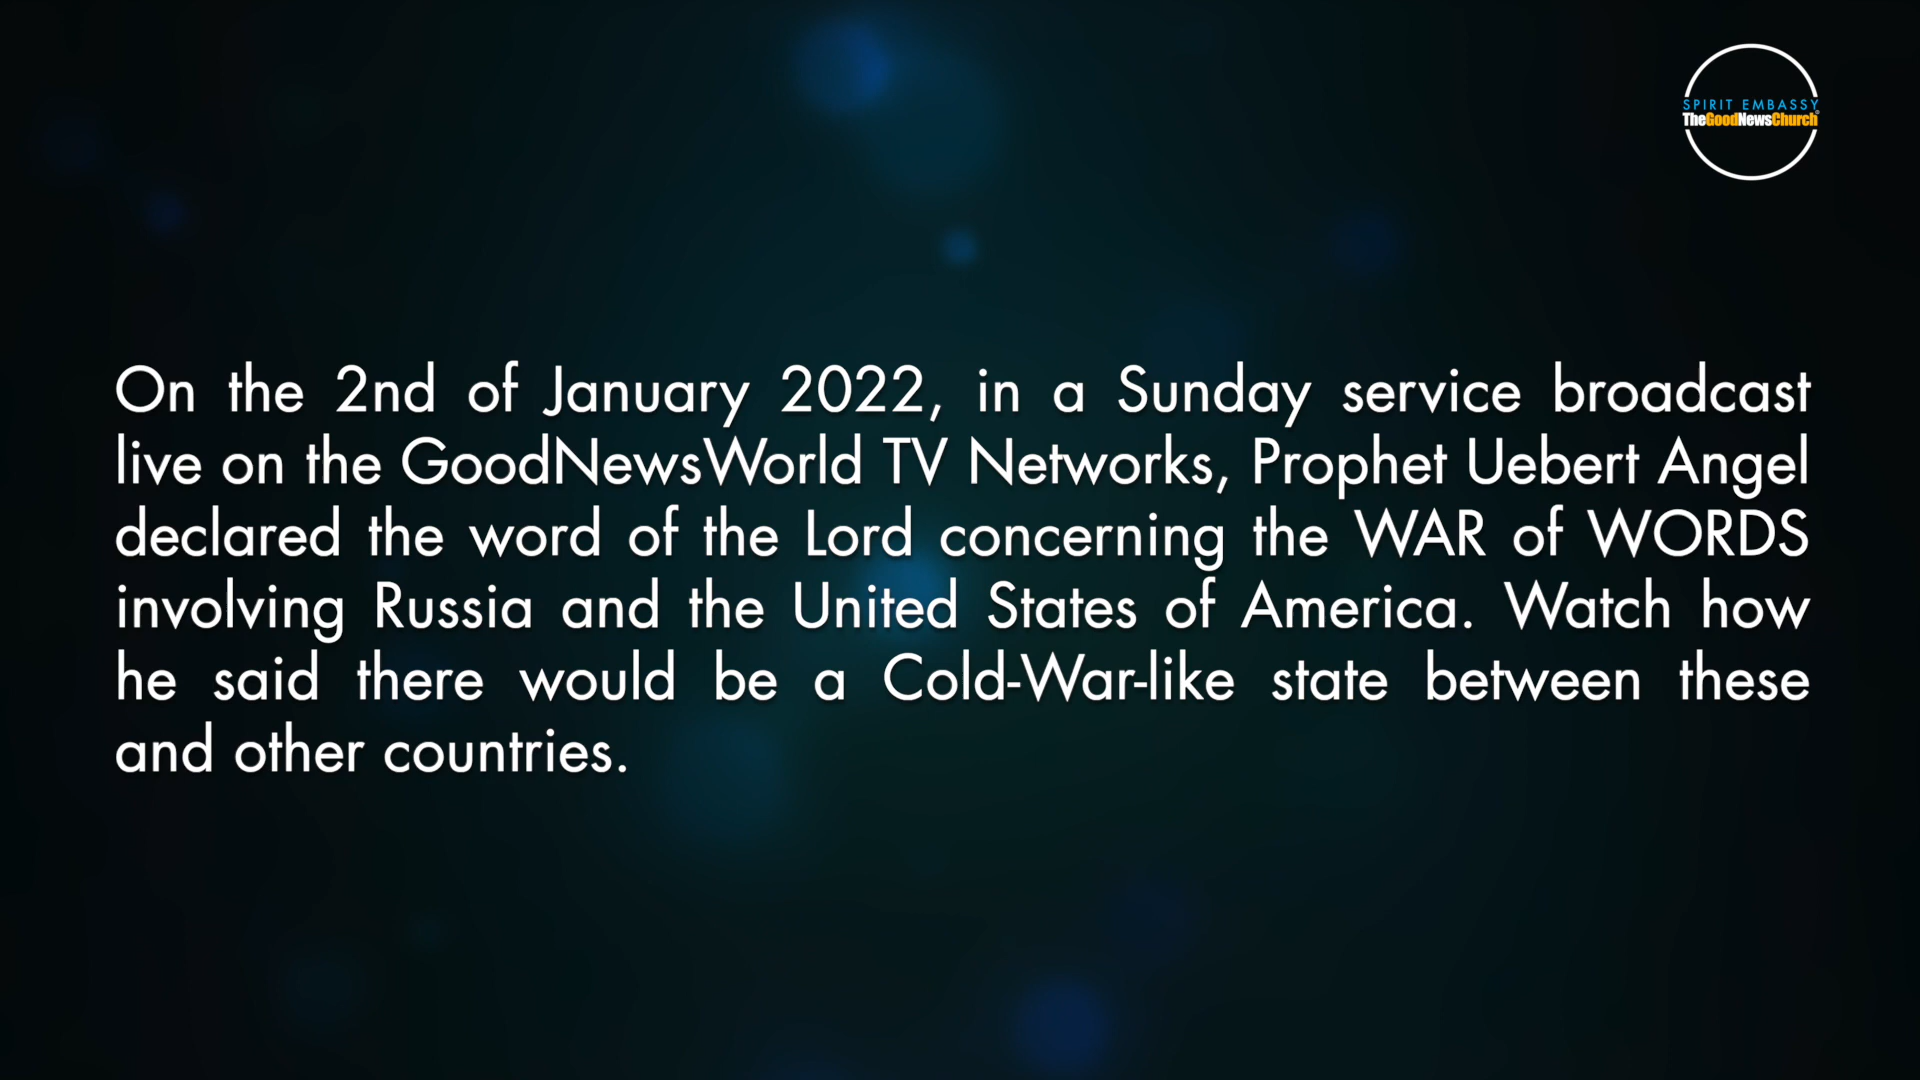 SPIRIT EMBASSY
TheGoodNewsChurch
On the 2nd of January 2022, in a Sunday service broadcast
live on the GoodNewsWorld TV Networks, Prophet Uebert Angel
declared the word of the Lord concerning the WAR of WORDS
involving Russia and the United States of America. Watch how
he said there would be a Cold-War-like state between these
and other countries.